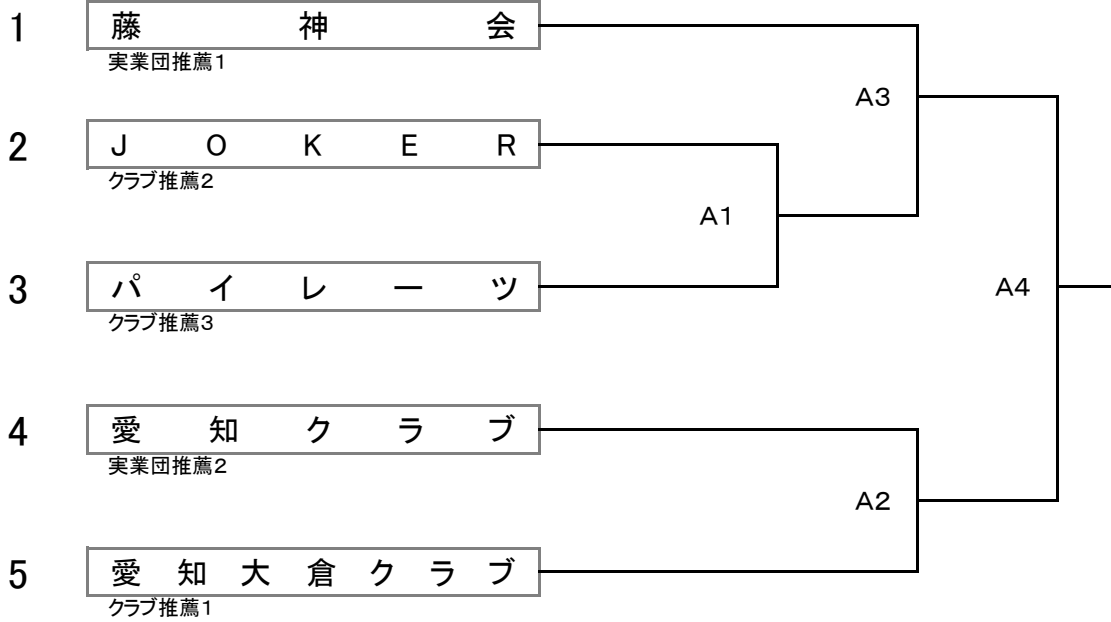 1
藤神会
実業団推薦1
A3
2
JOKER
クラブ推薦2
A1
3
パイレーツ
クラブ推薦3
A4
4
愛知クラブ
実業団推薦2
A2
5
愛知大倉クラブ
クラブ推薦1